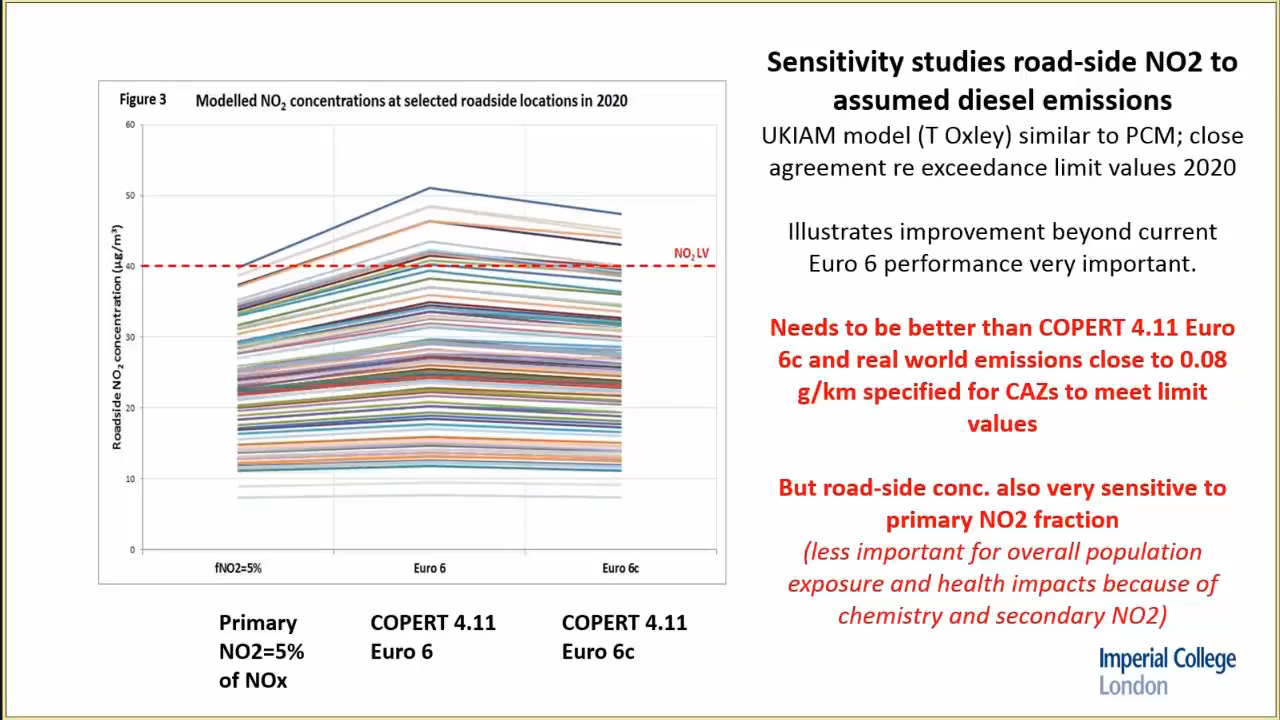 Sensitivity studies road-side NO2 to
assumed diesel emissions
UKIAM model (T Oxley) similar to PCM; close
agreement re exceedance limit values 2020
Illustrates improvement beyond current
Euro 6 performance very important.
Needs to be better than COPERT 4.11 Euro
6c and real world emissions close to 0.08
g/km specified for CAZs to meet limit
values
But road-side conc. also very sensitive to
primary NO2 fraction
(less important for overall population
exposure and health impacts because of
chemistry and secondary NO2)
Figure 3 Modelled NO₂ concentrations at selected roadside locations in 2020
Roadside NO₂ concentration (µg/m³)
60
50
40
30
20
10
0
NO₂ LV
fNO2=5% Euro 6 Euro 6c
Primary
NO2=5%
of NOx
COPERT 4.11
Euro 6
COPERT 4.11
Euro 6c
Imperial College
London